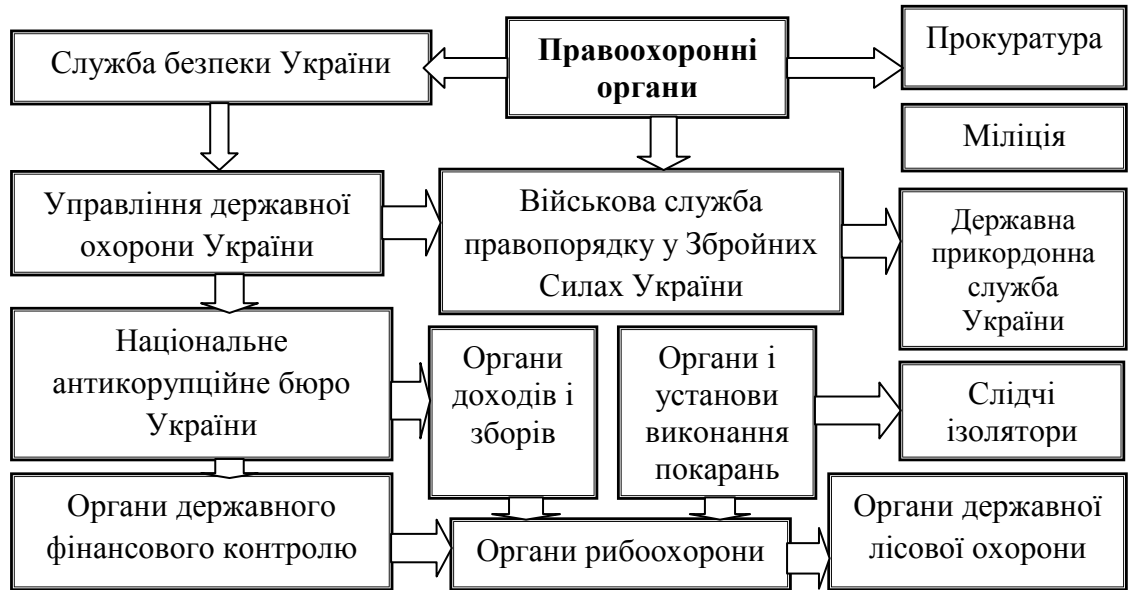 Служба безпеки України
Правоохоронні
органи
Прокуратура
Міліція
Управління державної
охорони України
Військова служба
правопорядку у Збройних
Силах України
Державна
прикордонна
служба
України
Національне
антикорупційне бюро
України
Органи
доходів і
зборів
Органи і
установи
виконання
покарань
Слідчі
ізолятори
Органи державного
фінансового контролю
Органи рибоохорони
Органи державної
лісової охорони